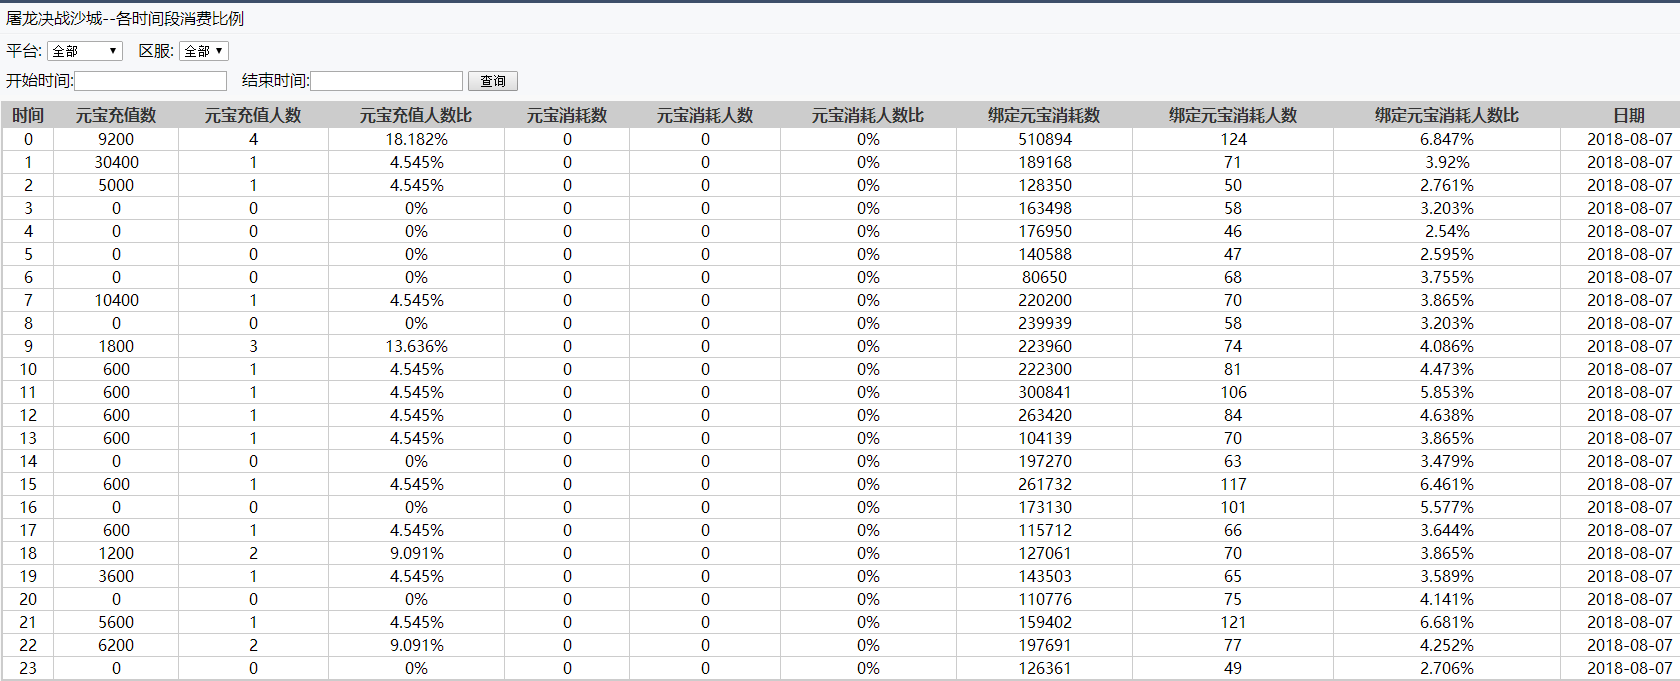 屠龙决战沙城--各时间段消费比例
平台: 全部 区服: 全部
开始时间: 结束时间: 查询
时间 元宝充值数 元宝充值人数 元宝充值人数比 元宝消耗数 元宝消耗人数 元宝消耗人数比 绑定元宝消耗数 绑定元宝消耗人数 绑定元宝消耗人数比 日期
0 9200 4 18.182% 0 0 0% 510894 124 6.847% 2018-08-07
1 30400 1 4.545% 0 0 0% 189168 71 3.92% 2018-08-07
2 5000 1 4.545% 0 0 0% 128350 50 2.761% 2018-08-07
3 0 0 0% 0 0 0% 163498 58 3.203% 2018-08-07
4 0 0 0% 0 0 0% 176950 46 2.54% 2018-08-07
5 0 0 0% 0 0 0% 140588 47 2.595% 2018-08-07
6 0 0 0% 0 0 0% 80650 68 3.755% 2018-08-07
7 10400 1 4.545% 0 0 0% 220200 70 3.865% 2018-08-07
8 0 0 0% 0 0 0% 239939 58 3.203% 2018-08-07
9 1800 3 13.636% 0 0 0% 223960 74 4.086% 2018-08-07
10 600 1 4.545% 0 0 0% 222300 81 4.473% 2018-08-07
11 600 1 4.545% 0 0 0% 300841 106 5.853% 2018-08-07
12 600 1 4.545% 0 0 0% 263420 84 4.638% 2018-08-07
13 600 1 4.545% 0 0 0% 104139 70 3.865% 2018-08-07
14 0 0 0% 0 0 0% 197270 63 3.479% 2018-08-07
15 600 1 4.545% 0 0 0% 261732 117 6.461% 2018-08-07
16 0 0 0% 0 0 0% 173130 101 5.577% 2018-08-07
17 600 1 4.545% 0 0 0% 115712 66 3.644% 2018-08-07
18 1200 2 9.091% 0 0 0% 127061 70 3.865% 2018-08-07
19 3600 1 4.545% 0 0 0% 143503 65 3.589% 2018-08-07
20 0 0 0% 0 0 0% 110776 75 4.141% 2018-08-07
21 5600 1 4.545% 0 0 0% 159402 121 6.681% 2018-08-07
22 6200 2 9.091% 0 0 0% 197691 77 4.252% 2018-08-07
23 0 0 0% 0 0 0% 126361 49 2.706% 2018-08-07